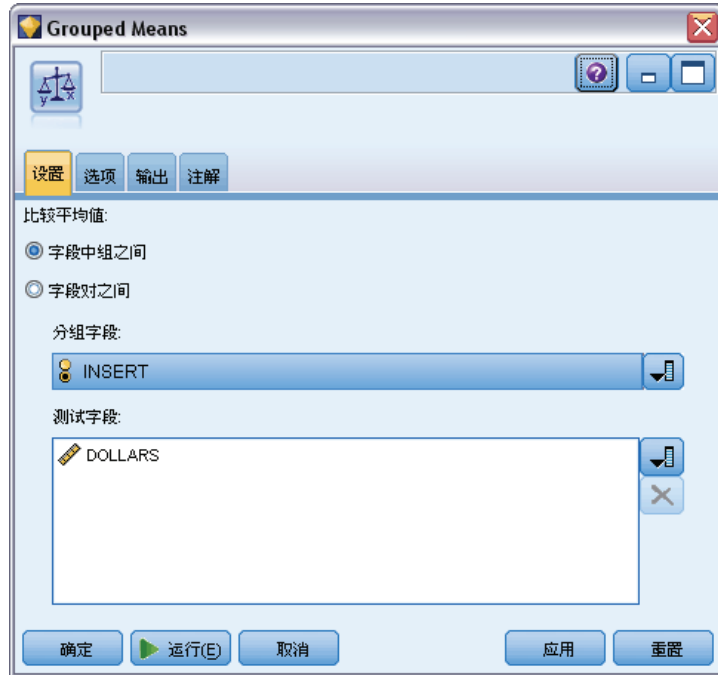 Grouped Means
设置 选项 输出 注解
比较平均值:
字段中组之间
字段对之间
分组字段:
INSERT
测试字段:
DOLLARS
确定 运行(E) 取消 应用 重置